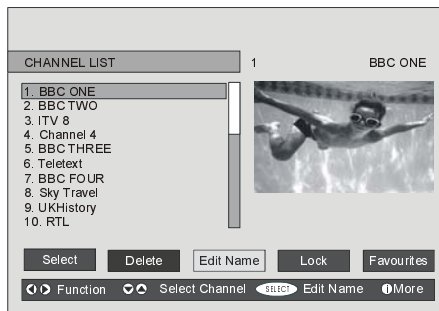 CHANNEL LIST
1 BBC ONE
1. BBC ONE
2. BBC TWO
3. ITV 8
4. Channel 4
5. BBC THREE
6. Teletext
7. BBC FOUR
8. Sky Travel
9. UKHistory
10. RTL
Select Delete Edit Name Lock Favourites
Function Select Channel SELECT Edit Name i More